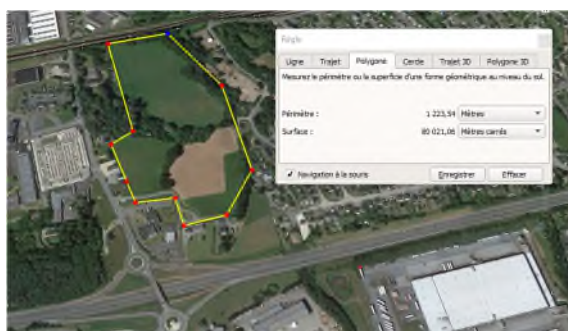 Règle
Ligne Trajet Polygone Cercle Trajet 3D Polygone 3D
Mesurez le périmètre ou la superficie d'une forme géométrique au niveau du sol.
Périmètre : 1 223,54 Mètres
Surface : 80 021,06 Mètres carrés
Navigation à la souris Enregistrer Effacer